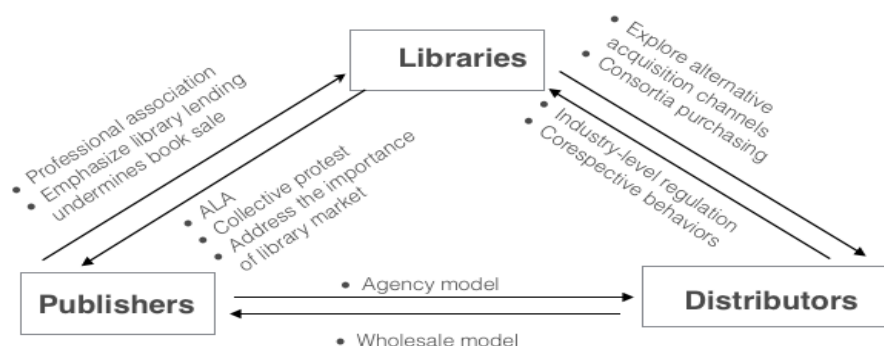 Libraries
Professional association
Emphasize library lending
undermines book sale
ALA
Collective protest
Address the importance
of library market
Explore alternative
acquisition channels
Consortia purchasing
Industry-level regulation
Corespective behaviors
Publishers
Agency model
Wholesale model
Distributors